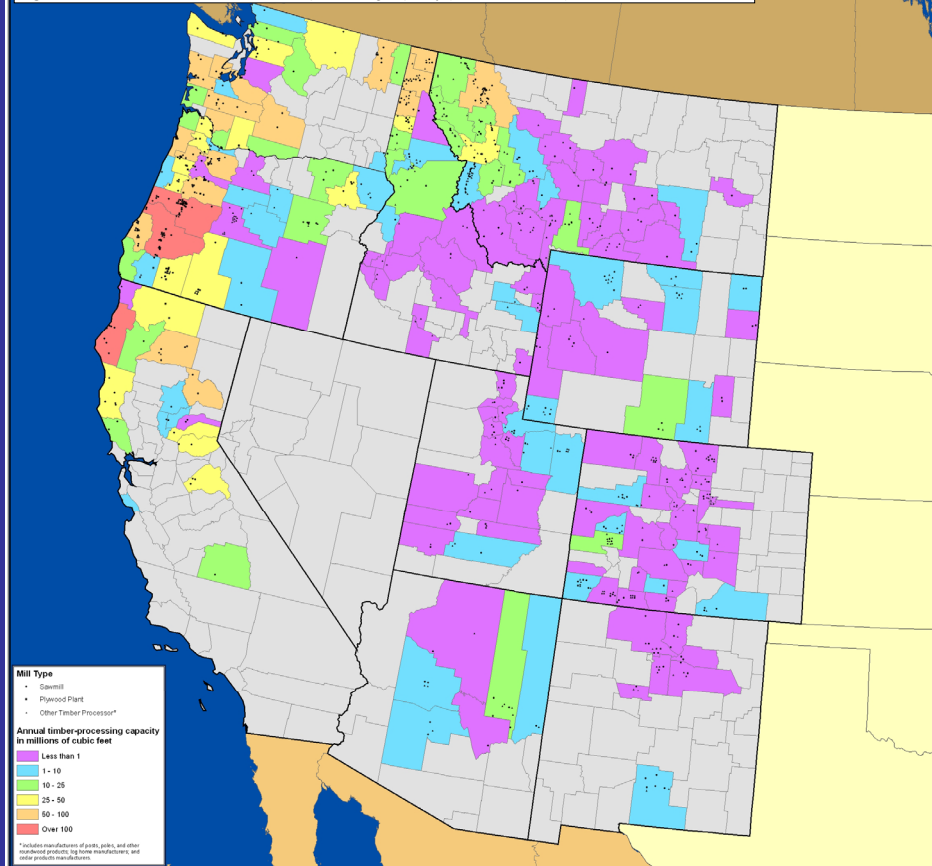 Mill Type
Sawmill
Plywood Plant
Other Timber Processor*
Annual timber-processing capacity
in millions of cubic feet
Less than 1
1 - 10
10 - 25
25 - 50
50 - 100
Over 100
* includes manufacturers of posts, poles, and other
roundwood products; log home manufacturers; and
cedar products manufacturers.